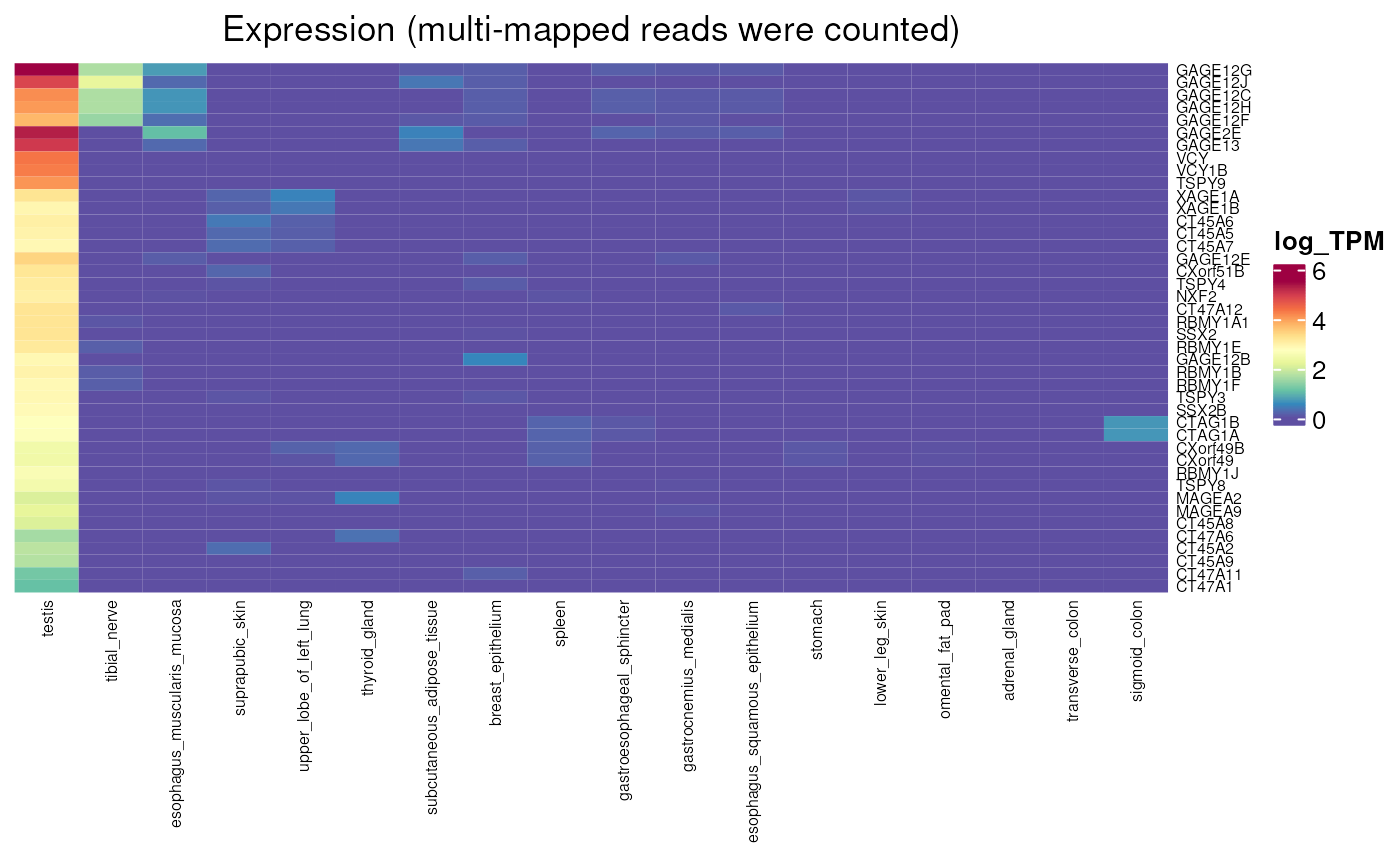 Expression (multi-mapped reads were counted)
GAGE12G
GAGE12J
GAGE12C
GAGE12H
GAGE12F
GAGE2E
GAGE13
VCY
VCY1B
TSPY9
XAGE1A
XAGE1B
CT45A6
CT45A5
CT45A7
GAGE12E
CXorf51B
TSPY4
NXF2
CT47A12
RBMY1A1
SSX2
RBMY1E
GAGE12B
RBMY1B
RBMY1F
TSPY3
SSX2B
CTAG1B
CTAG1A
CXorf49B
CXorf49
RBMY1J
TSPY8
MAGEA2
MAGEA9
CT45A8
CT47A6
CT45A2
CT45A9
CT47A11
CT47A1
log_TPM
6
4
2
0
testis
tibial_nerve
esophagus_muscularis_mucosa
suprapubic_skin
upper_lobe_of_left_lung
thyroid_gland
subcutaneous_adipose_tissue
breast_epithelium
spleen
gastroesophageal_sphincter
gastrocnemius_medialis
esophagus_squamous_epithelium
stomach
lower_leg_skin
omental_fat_pad
adrenal_gland
transverse_colon
sigmoid_colon